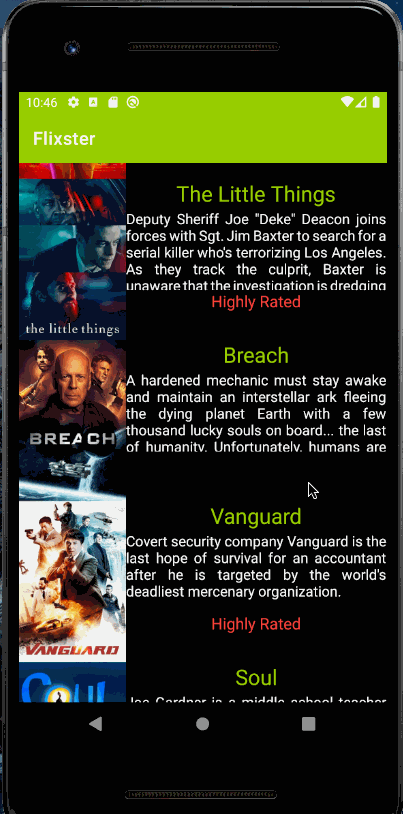 10:46
Flixster
The Little Things
Deputy Sheriff Joe "Deke" Deacon joins
forces with Sgt. Jim Baxter to search for a
serial killer who's terrorizing Los Angeles.
As they track the culprit, Baxter is
unaware that the investigation is dredging
Highly Rated
the little things
Breach
A hardened mechanic must stay awake
and maintain an interstellar ark fleeing
the dying planet Earth with a few
thousand lucky souls on board... the last
of humanity. Unfortunately, humans are
BREACH
Vanguard
Covert security company Vanguard is the
last hope of survival for an accountant
after he is targeted by the world's
deadliest mercenary organization.
Highly Rated
VANGUARD
Soul
Joe Gardner is a middle school teacher